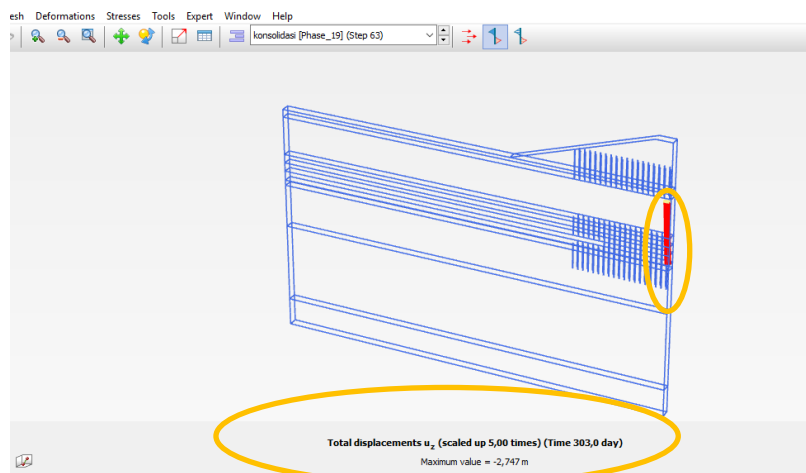 esh Deformations Stresses Tools Expert Window Help
konsolidasi [Phase_19] (Step 63)
Total displacements uz (scaled up 5,00 times) (Time 303,0 day)
Maximum value = -2,747 m